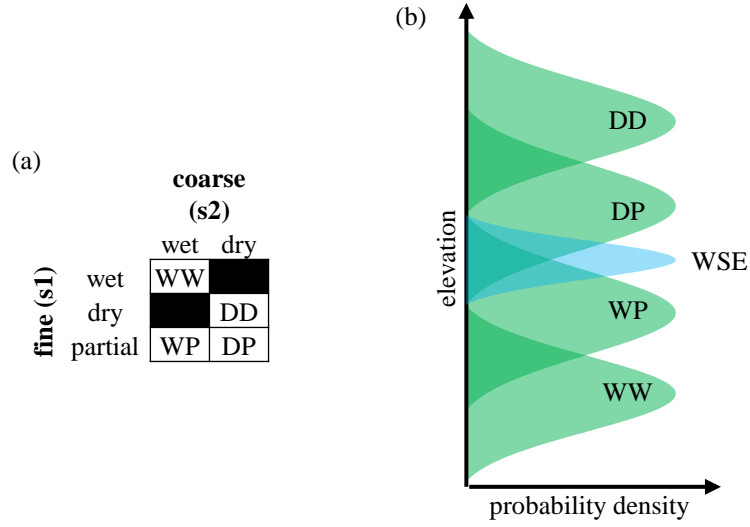 (a)
coarse
(s2)
wet dry
fine (s1)
wet WW
dry DD
partial WP DP
(b)
elevation
DD
DP
WSE
WP
WW
probability density